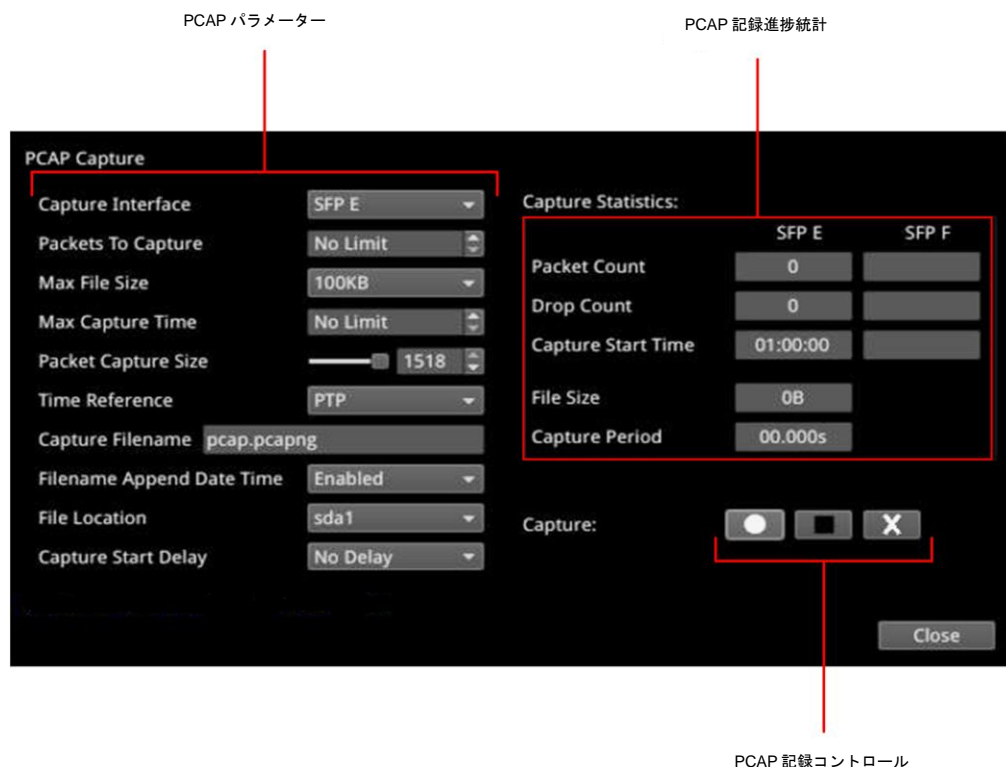 PCAP パラメーター
PCAP 記録進捗統計
PCAP Capture
Capture Interface SFP E
Packets To Capture No Limit
Max File Size 100KB
Max Capture Time No Limit
Packet Capture Size 1518
Time Reference PTP
Capture Filename pcap.pcapng
Filename Append Date Time Enabled
File Location sda1
Capture Start Delay No Delay
Capture Statistics:
SFP E SFP F
Packet Count 0
Drop Count 0
Capture Start Time 01:00:00
File Size 0B
Capture Period 00.000s
Capture: X
Close
PCAP 記録コントロール